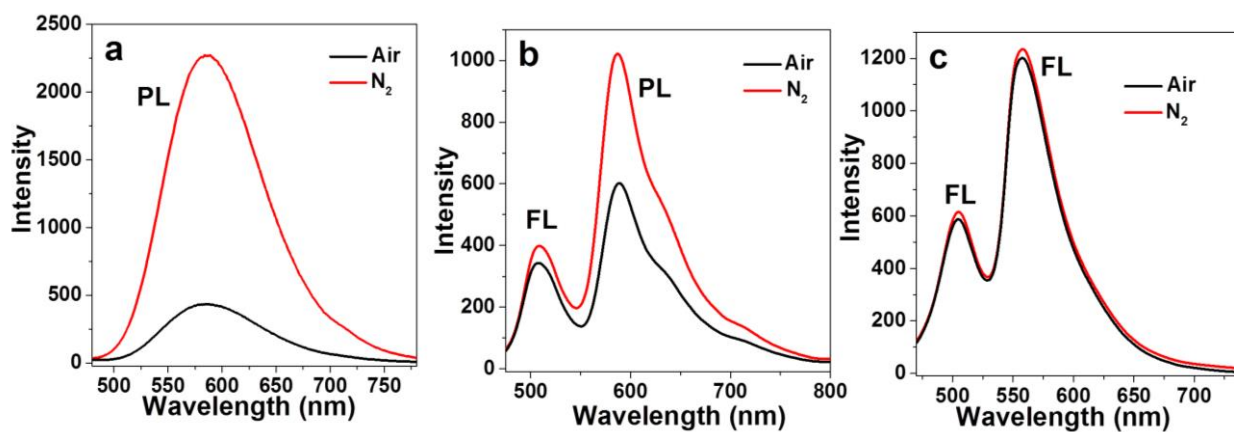 a
Air
N₂
PL
Intensity
2500
2000
1500
1000
500
0
500 550 600 650 700 750
Wavelength (nm)
b
Air
N₂
PL
FL
Intensity
1000
800
600
400
200
0
500 600 700 800
Wavelength (nm)
c
FL
Air
N₂
FL
Intensity
1200
1000
800
600
400
200
0
500 550 600 650 700
Wavelength (nm)